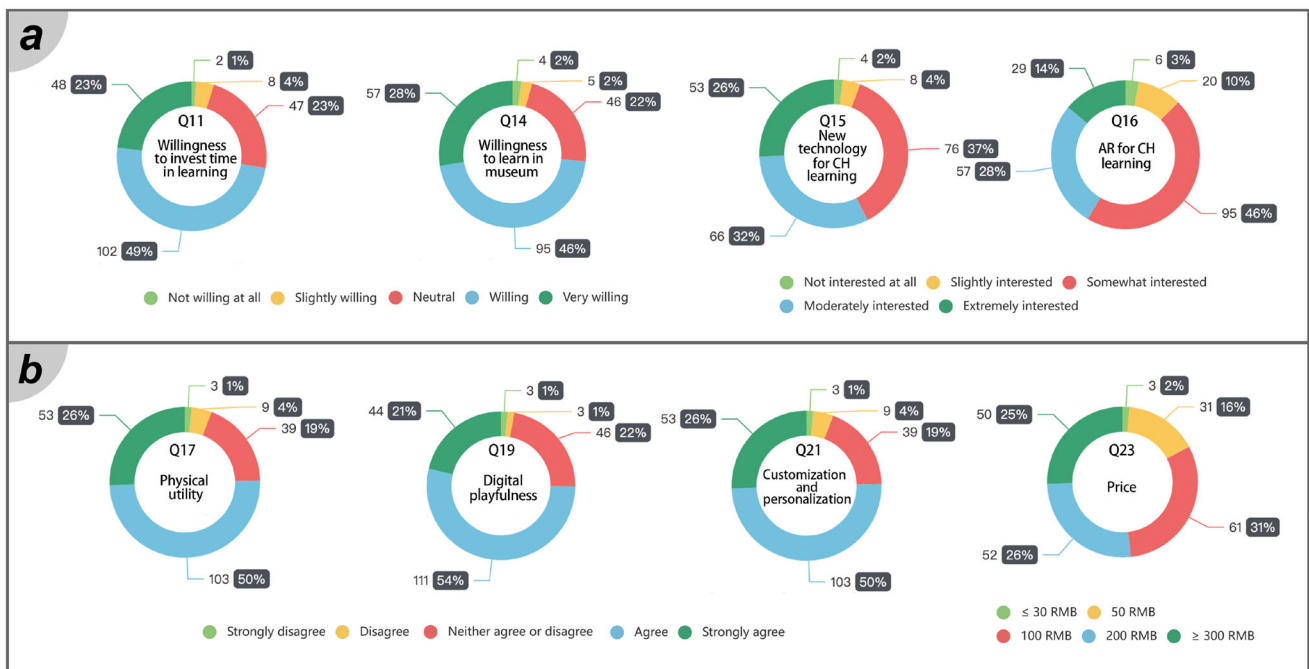 a
2 1%
8 4%
47 23%
102 49%
48 23%
Q11
Willingness
to invest time
in learning
4 2%
5 2%
46 22%
95 46%
57 28%
Q14
Willingness
to learn in
museum
4 2%
8 4%
76 37%
66 32%
53 26%
Q15
New
technology
for CH
learning
6 3%
20 10%
95 46%
57 28%
29 14%
Q16
AR for CH
learning
Not willing at all Slightly willing Neutral Willing Very willing
Not interested at all Slightly interested Somewhat interested
Moderately interested Extremely interested
b
3 1%
9 4%
39 19%
103 50%
53 26%
Q17
Physical
utility
3 1%
3 1%
46 22%
111 54%
44 21%
Q19
Digital
playfulness
3 1%
9 4%
39 19%
103 50%
53 26%
Q21
Customization
and
personalization
3 2%
31 16%
61 31%
52 26%
50 25%
Q23
Price
Strongly disagree Disagree Neither agree or disagree Agree Strongly agree
≤ 30 RMB 50 RMB
100 RMB 200 RMB ≥ 300 RMB